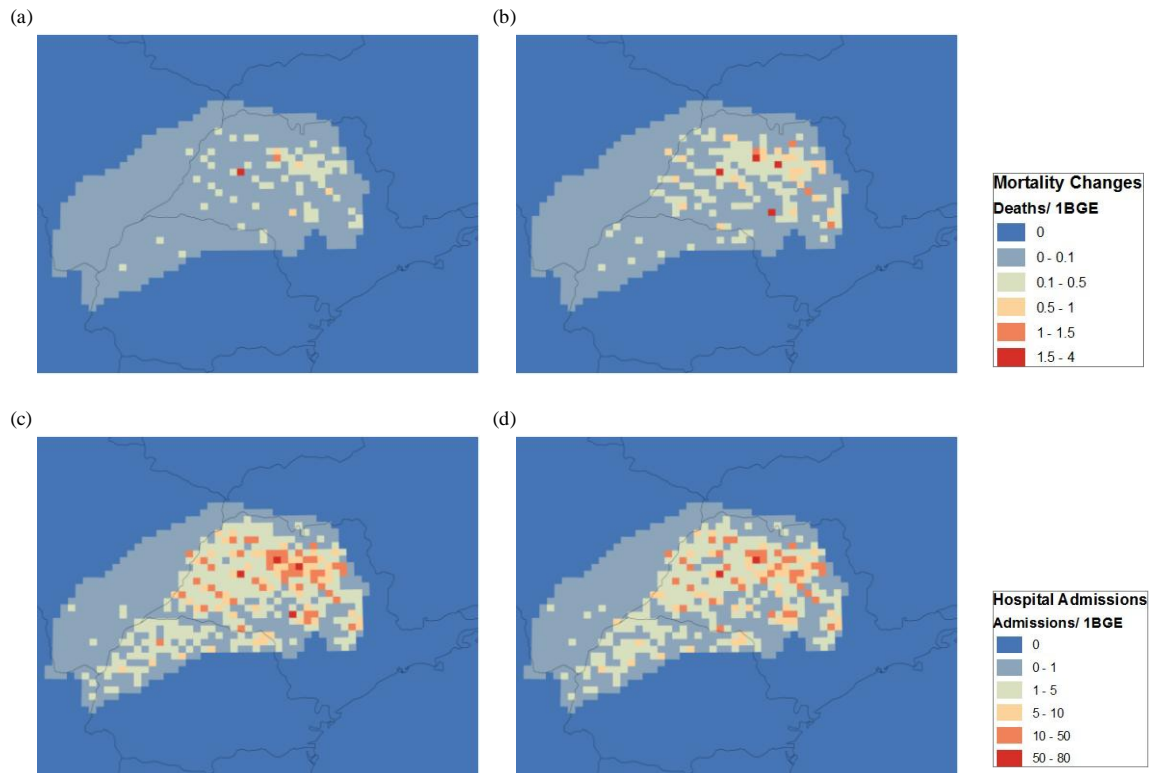 (a)
(b)
Mortality Changes
Deaths/ 1BGE
0
0 - 0.1
0.1 - 0.5
0.5 - 1
1 - 1.5
1.5 - 4
(c)
(d)
Hospital Admissions
Admissions/ 1BGE
0
0 - 1
1 - 5
5 - 10
10 - 50
50 - 80